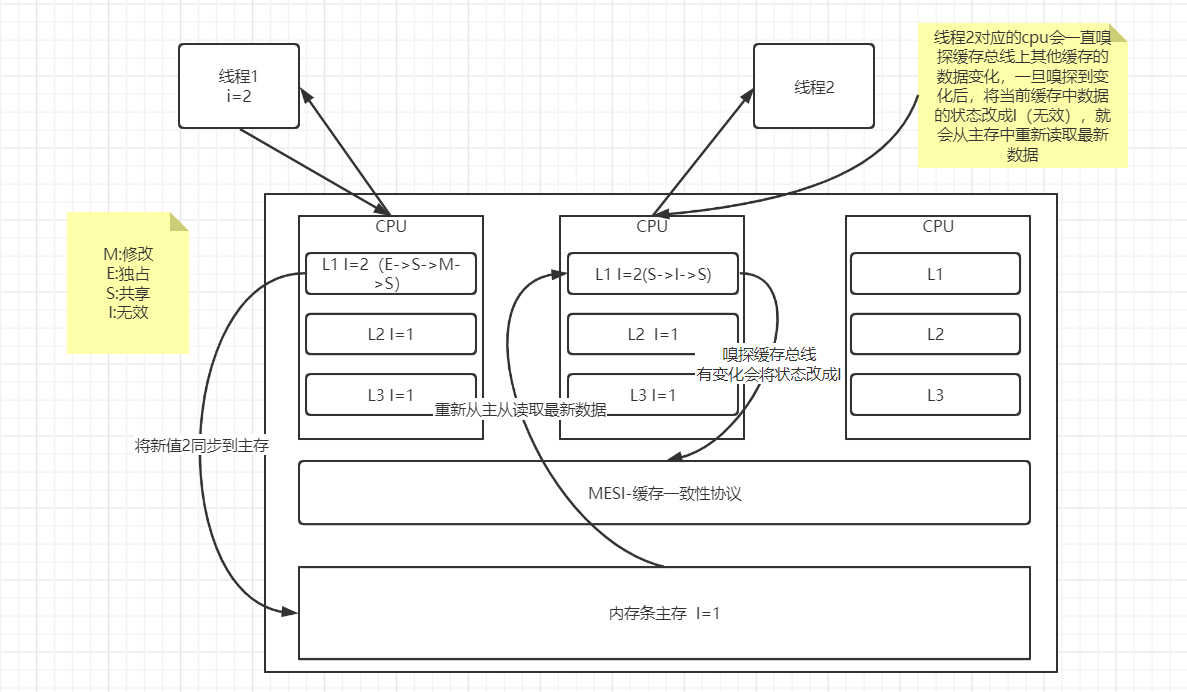 线程1
i=2
线程2
线程2对应的cpu会一直嗅
探缓存总线上其他缓存的
数据变化，一旦嗅探到变
化后，将当前缓存中数据
的状态改成I（无效），就
会从主存中重新读取最新
数据
M:修改
E:独占
S:共享
I:无效
CPU
L1 I=2（E->S->M-
>S)
L2 I=1
L3 I=1
CPU
L1 I=2(S->I->S)
L2 I=1
L3 I=1
CPU
L1
L2
L3
嗅探缓存总线
有变化会将状态改成I
重新从主从读取最新数据
将新值2同步到主存
MESI-缓存一致性协议
内存条主存 I=1